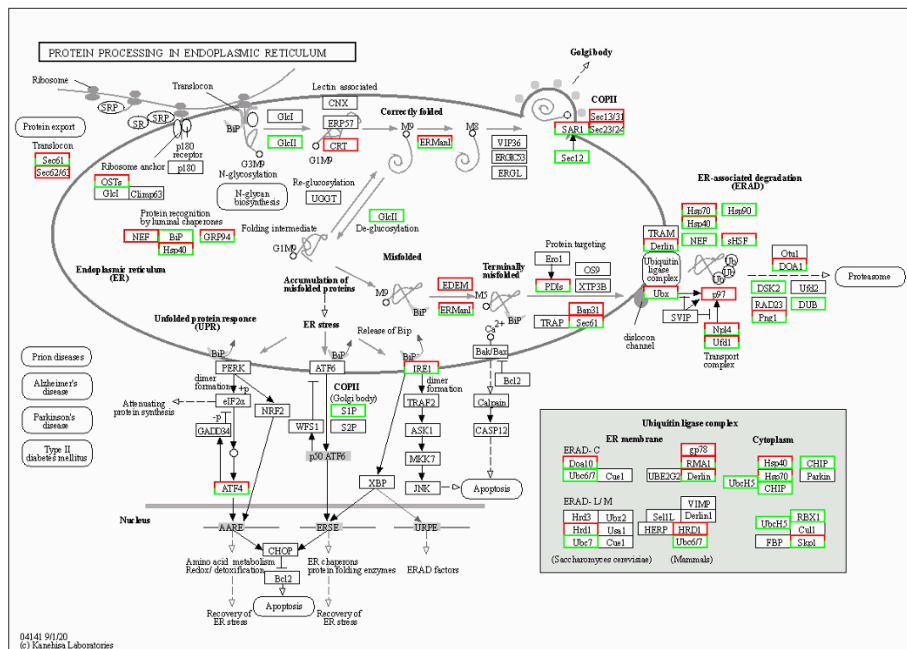 PROTEIN PROCESSING IN ENDOPLASMIC RETICULUM
Golgi body
Ribosome
SRP
SRP
SR
SR
Translocon
Lectin associated
CNX
GlcI
ERP57
GlcII
CRT
BiP
G3M9
G1M9
N-glycosylation
N-glycan
biosynthesis
Correctly folded
M9
ERManI
M8
VIP36
ERGIC53
ERGL
COPII
Sec13/31
SAR1
Sec23/24
Sec12
Protein export
Translocon
Sec61
Sec62/63
p180
receptor
p180
Ribosome anchor
OSTs
GlcI
Climp63
Re-glucosylation
UGGT
GlcII
De-glucosylation
Protein recognition
by luminal chaperones
NEF
BiP
GRP94
Hsp40
Folding intermediate
G1M9
Endoplasmic reticulum (ER)
Misfolded
Accumulation of
misfolded proteins
M9
BiP
EDEM
ERManI
M5
Terminally
misfolded
BiP
Protein targeting
Ero1
OS9
PDIs
XTP3B
Bap31
TRAP
Sec61
ER-associated degradation
(ERAD)
Hsp70
Hsp90
Hsp40
TRAM
Derlin
NEF
sHSF
Ubiquitin
ligase
complex
Ubx
Ub
Ub
Ub
Otu1
DOA1
Proteasome
DSK2
Ufd2
RAD23
DUB
Png1
p97
SVIP
dislocon
channel
Npl4
Ufd1
Transport
complex
Unfolded protein responce
(UPR)
ER stress
Release of Bip
BiP
PERK
BiP
ATF6
BiP
IRE1
2+
Bak/Bax
Bcl2
Calpain
CASP12
Prion diseases
Alzheimer's
disease
Parkinson's
disease
Type II
diabetes mellitus
dimer
formation
+p
eIF2α
Attenuating
protein synthesis
-p
GADD34
NRF2
ATF4
COPII
(Golgi body)
S1P
S2P
WFS1
p50 ATF6
dimer
formation
TRAF2
ASK1
MKK7
JNK
Apoptosis
XBP
Nucleus
AARE
ERSE
URPE
CHOP
Bcl2
Apoptosis
Amino acid metabolism
Redox/ detoxification
ER chaperons
protein folding enzymes
ERAD factors
Recovery of
ER stress
Recovery of
ER stress
Ubiquitin ligase complex
ER membrane
Cytoplasm
ERAD- C
Doa10
Ubc6/7
Cue1
gp78
RMA1
UBE2G2
Derlin
Hsp40
CHIP
Hsp70
Parkin
UbcH5
CHIP
ERAD- L/ M
Hrd3
Ubx2
Hrd1
Usa1
Ubc7
Cue1
VIMP
Sel1L
Derlin1
HERP
HRD1
Ubc6/7
RBX1
UbcH5
Cul1
FBP
Skp1
(Saccharomyces cerevisiae)
(Mammals)
04141 9/1/20
(c) Kanehisa Laboratories